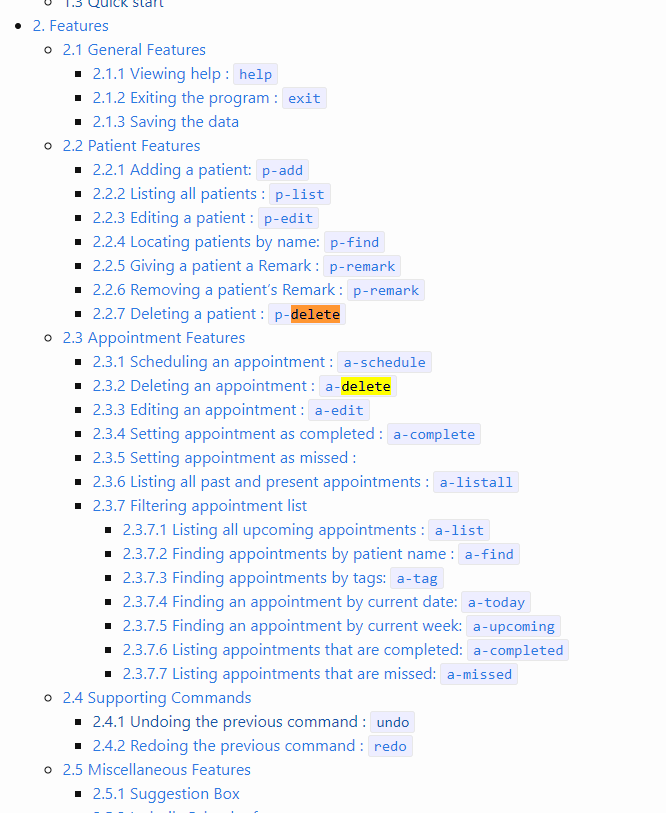 1.3 Quick start
2. Features
2.1 General Features
2.1.1 Viewing help : help
2.1.2 Exiting the program : exit
2.1.3 Saving the data
2.2 Patient Features
2.2.1 Adding a patient: p-add
2.2.2 Listing all patients : p-list
2.2.3 Editing a patient : p-edit
2.2.4 Locating patients by name: p-find
2.2.5 Giving a patient a Remark : p-remark
2.2.6 Removing a patient's Remark : p-remark
2.2.7 Deleting a patient : p-delete
2.3 Appointment Features
2.3.1 Scheduling an appointment : a-schedule
2.3.2 Deleting an appointment : a-delete
2.3.3 Editing an appointment : a-edit
2.3.4 Setting appointment as completed : a-complete
2.3.5 Setting appointment as missed :
2.3.6 Listing all past and present appointments : a-listall
2.3.7 Filtering appointment list
2.3.7.1 Listing all upcoming appointments : a-list
2.3.7.2 Finding appointments by patient name : a-find
2.3.7.3 Finding appointments by tags: a-tag
2.3.7.4 Finding an appointment by current date: a-today
2.3.7.5 Finding an appointment by current week: a-upcoming
2.3.7.6 Listing appointments that are completed: a-completed
2.3.7.7 Listing appointments that are missed: a-missed
2.4 Supporting Commands
2.4.1 Undoing the previous command : undo
2.4.2 Redoing the previous command : redo
2.5 Miscellaneous Features
2.5.1 Suggestion Box